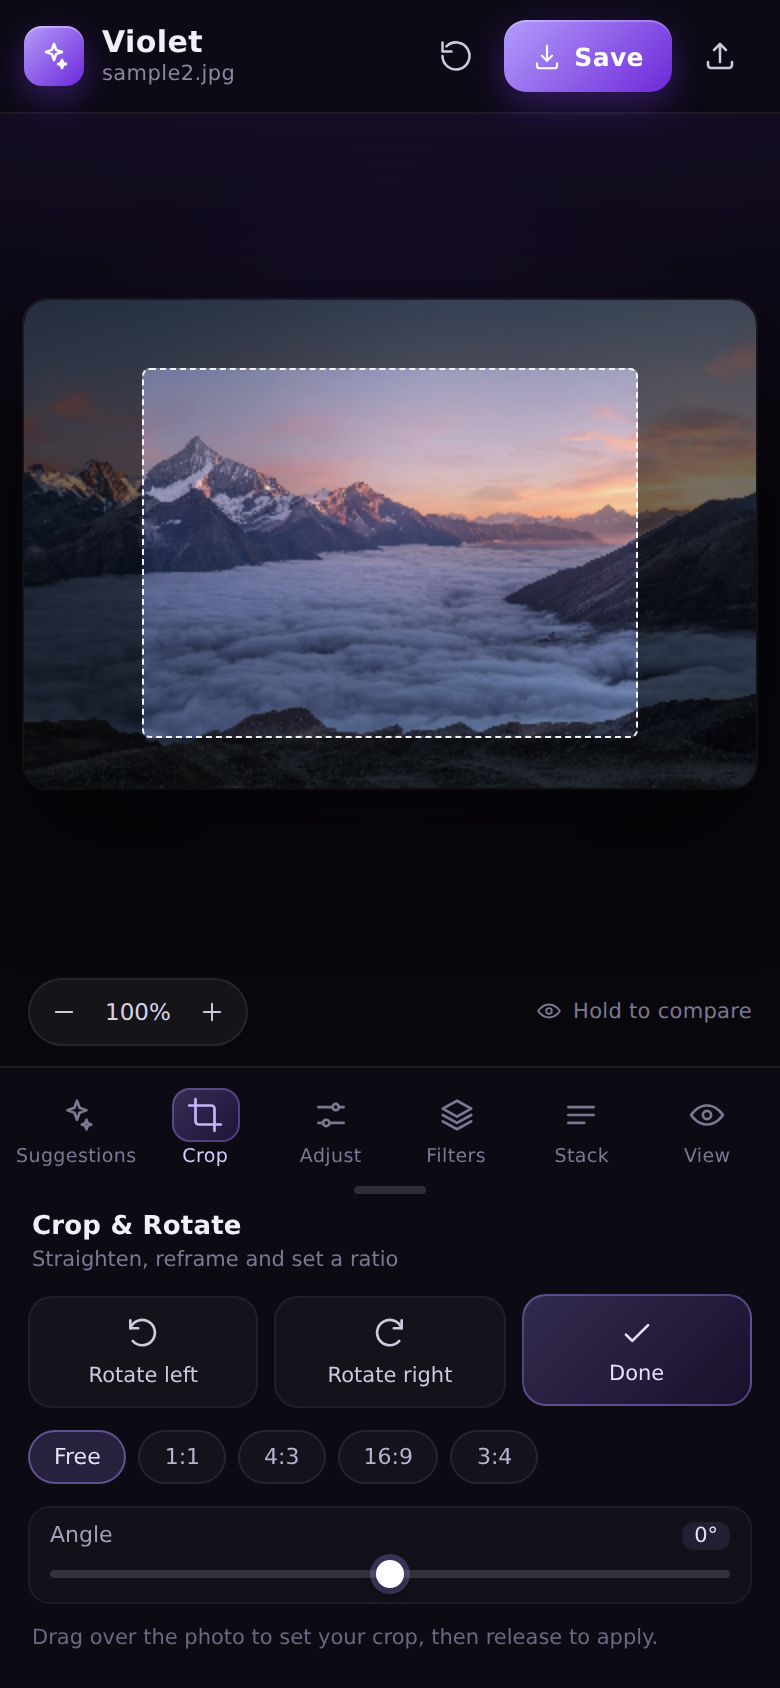 Violet
sample2.jpg
Save
100%
Hold to compare
Suggestions
Crop
Adjust
Filters
Stack
View
Crop & Rotate
Straighten, reframe and set a ratio
Rotate left
Rotate right
Done
Free
1:1
4:3
16:9
3:4
Angle
0°
Drag over the photo to set your crop, then release to apply.